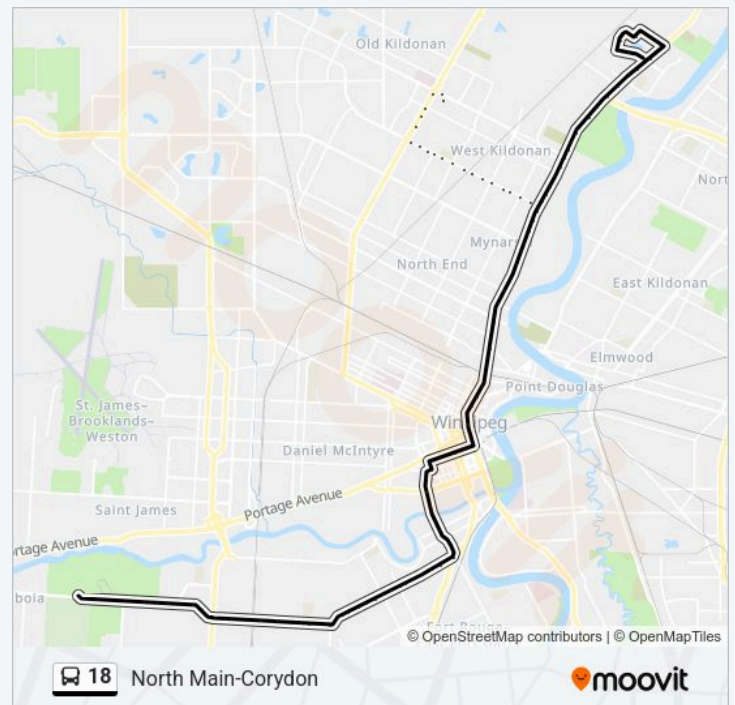 Old Kildonan
West Kildonan
Nort
Mynar
North End
East Kildonan
Elmwood
Point Douglas
St. James–
Brooklands–
Weston
Winnipeg
Daniel McIntyre
Portage Avenue
Saint James
rtage Avenue
boia
Fort Rouge
© OpenStreetMap contributors | © OpenMapTiles
18 North Main-Corydon
moovit